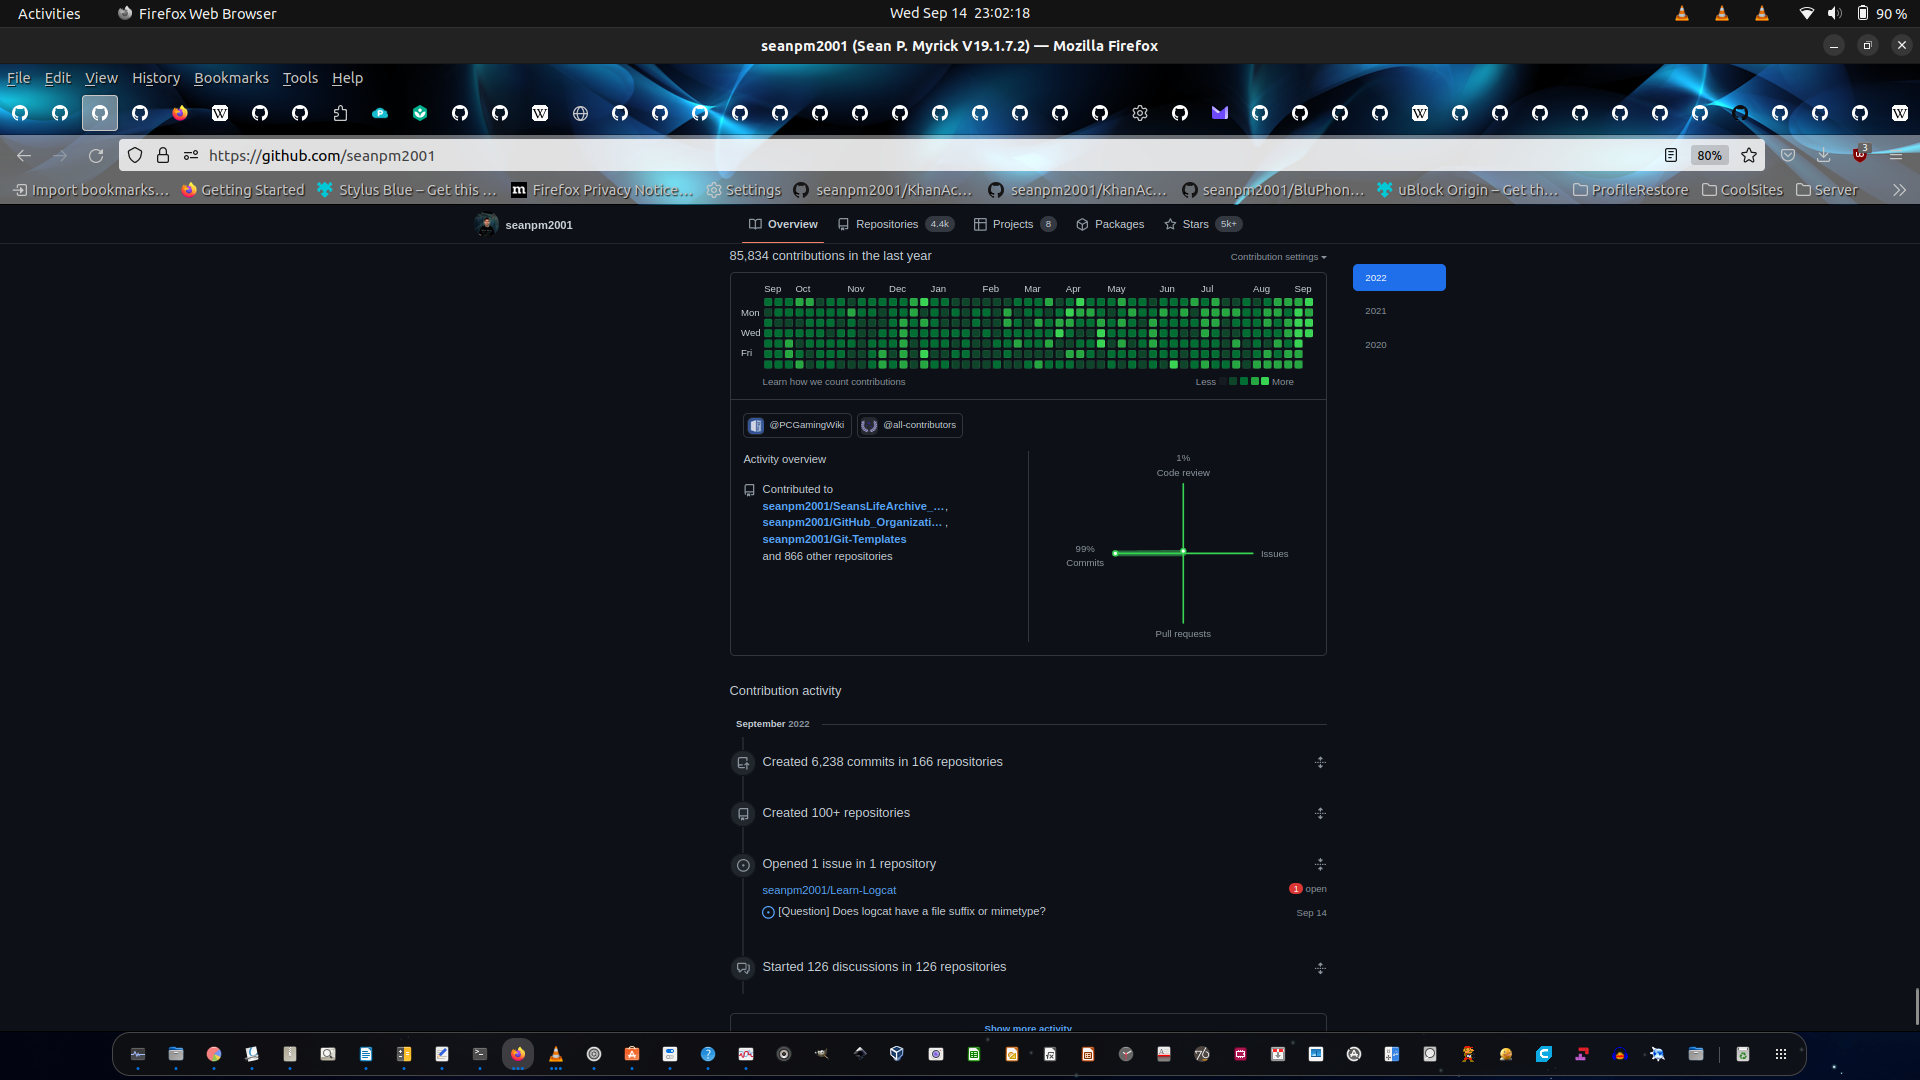 Activities
Firefox Web Browser
Wed Sep 14  23:02:18
90 %
seanpm2001 (Sean P. Myrick V19.1.7.2) — Mozilla Firefox
File Edit View History Bookmarks Tools Help
https://github.com/seanpm2001
80%
3
Import bookmarks…
Getting Started
Stylus Blue – Get this …
Firefox Privacy Notice…
Settings
seanpm2001/KhanAc…
seanpm2001/KhanAc…
seanpm2001/BluPhon…
uBlock Origin – Get th…
ProfileRestore
CoolSites
Server
seanpm2001
Overview
Repositories 4.4k
Projects 8
Packages
Stars 5k+
85,834 contributions in the last year
Contribution settings
2022
2021
2020
Sep Oct Nov Dec Jan Feb Mar Apr May Jun Jul Aug Sep
Mon
Wed
Fri
Learn how we count contributions
Less
More
@PCGamingWiki
@all-contributors
Activity overview
Contributed to
seanpm2001/SeansLifeArchive_…,
seanpm2001/GitHub_Organizati… ,
seanpm2001/Git-Templates
and 866 other repositories
1%
Code review
99%
Commits
Issues
Pull requests
Contribution activity
September 2022
Created 6,238 commits in 166 repositories
Created 100+ repositories
Opened 1 issue in 1 repository
seanpm2001/Learn-Logcat
1 open
[Question] Does logcat have a file suffix or mimetype?
Sep 14
Started 126 discussions in 126 repositories
Show more activity